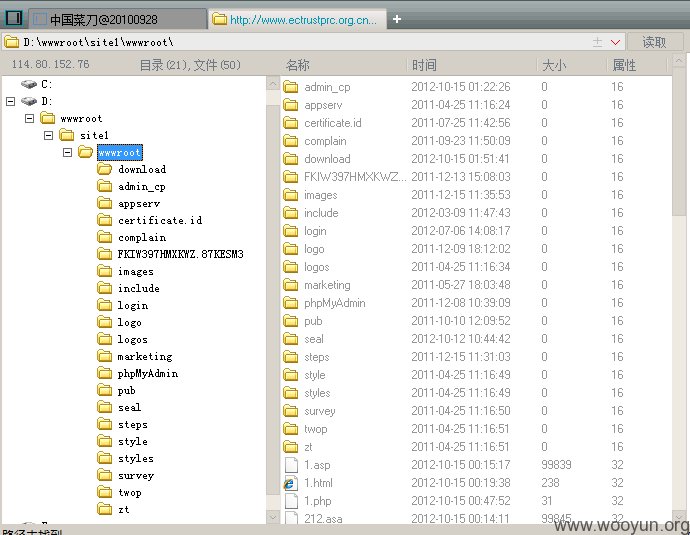 中国菜刀@20100928 http://www.ectrustprc.org.cn... +
D:\wwwroot\site1\wwwroot\ 读取
114.80.152.76 目录(21),文件(50)
C:
D:
wwwroot
site1
wwwroot
download
admin_cp
appserv
certificate.id
complain
FKIW397HMXKWZ.87KESM3
images
include
login
logo
logos
marketing
phpMyAdmin
pub
seal
steps
style
styles
survey
twop
zt
名称 时间 大小 属性
admin_cp 2012-10-15 01:22:26 0 16
appserv 2011-04-25 11:16:24 0 16
certificate.id 2011-07-25 11:42:56 0 16
complain 2011-09-23 11:50:09 0 16
download 2012-10-15 01:51:41 0 16
FKIW397HMXKWZ... 2011-12-13 15:08:03 0 16
images 2011-12-15 11:35:53 0 16
include 2012-03-09 11:47:43 0 16
login 2012-07-06 14:08:17 0 16
logo 2011-12-09 18:12:02 0 16
logos 2011-04-25 11:16:34 0 16
marketing 2011-05-27 18:03:48 0 16
phpMyAdmin 2011-12-08 10:39:09 0 16
pub 2011-10-10 12:09:52 0 16
seal 2012-10-12 10:44:42 0 16
steps 2011-12-15 11:31:03 0 16
style 2011-04-25 11:16:49 0 16
styles 2011-04-25 11:16:49 0 16
survey 2011-04-25 11:16:50 0 16
twop 2011-04-25 11:16:51 0 16
zt 2011-04-25 11:16:51 0 16
1.asp 2012-10-15 00:15:17 99839 32
1.html 2012-10-15 00:19:38 238 32
1.php 2012-10-15 00:47:52 31 32
212.asa 2012-10-15 00:14:11 99845 32
www.wooyun.org